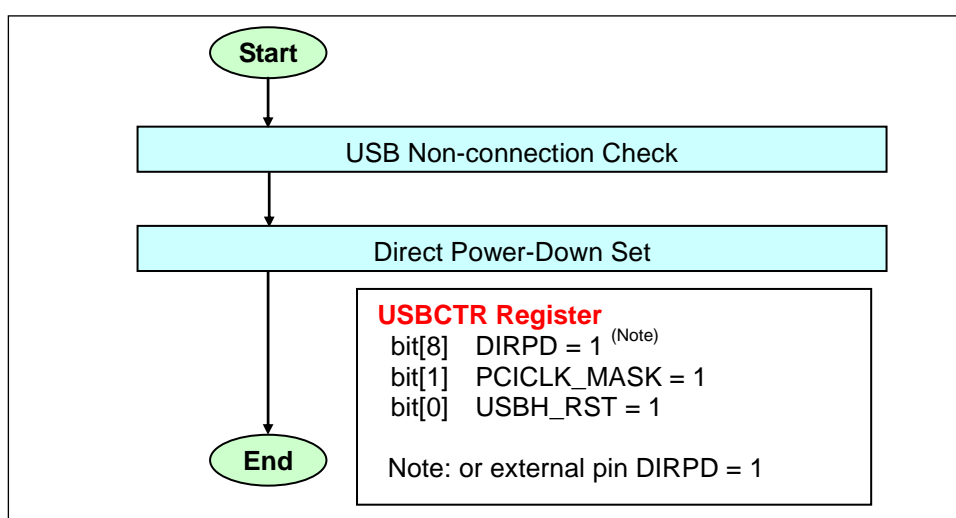 Start
USB Non-connection Check
Direct Power-Down Set
USBCTR Register
bit[8] DIRPD = 1 (Note)
bit[1] PCICLK_MASK = 1
bit[0] USBH_RST = 1
Note: or external pin DIRPD = 1
End